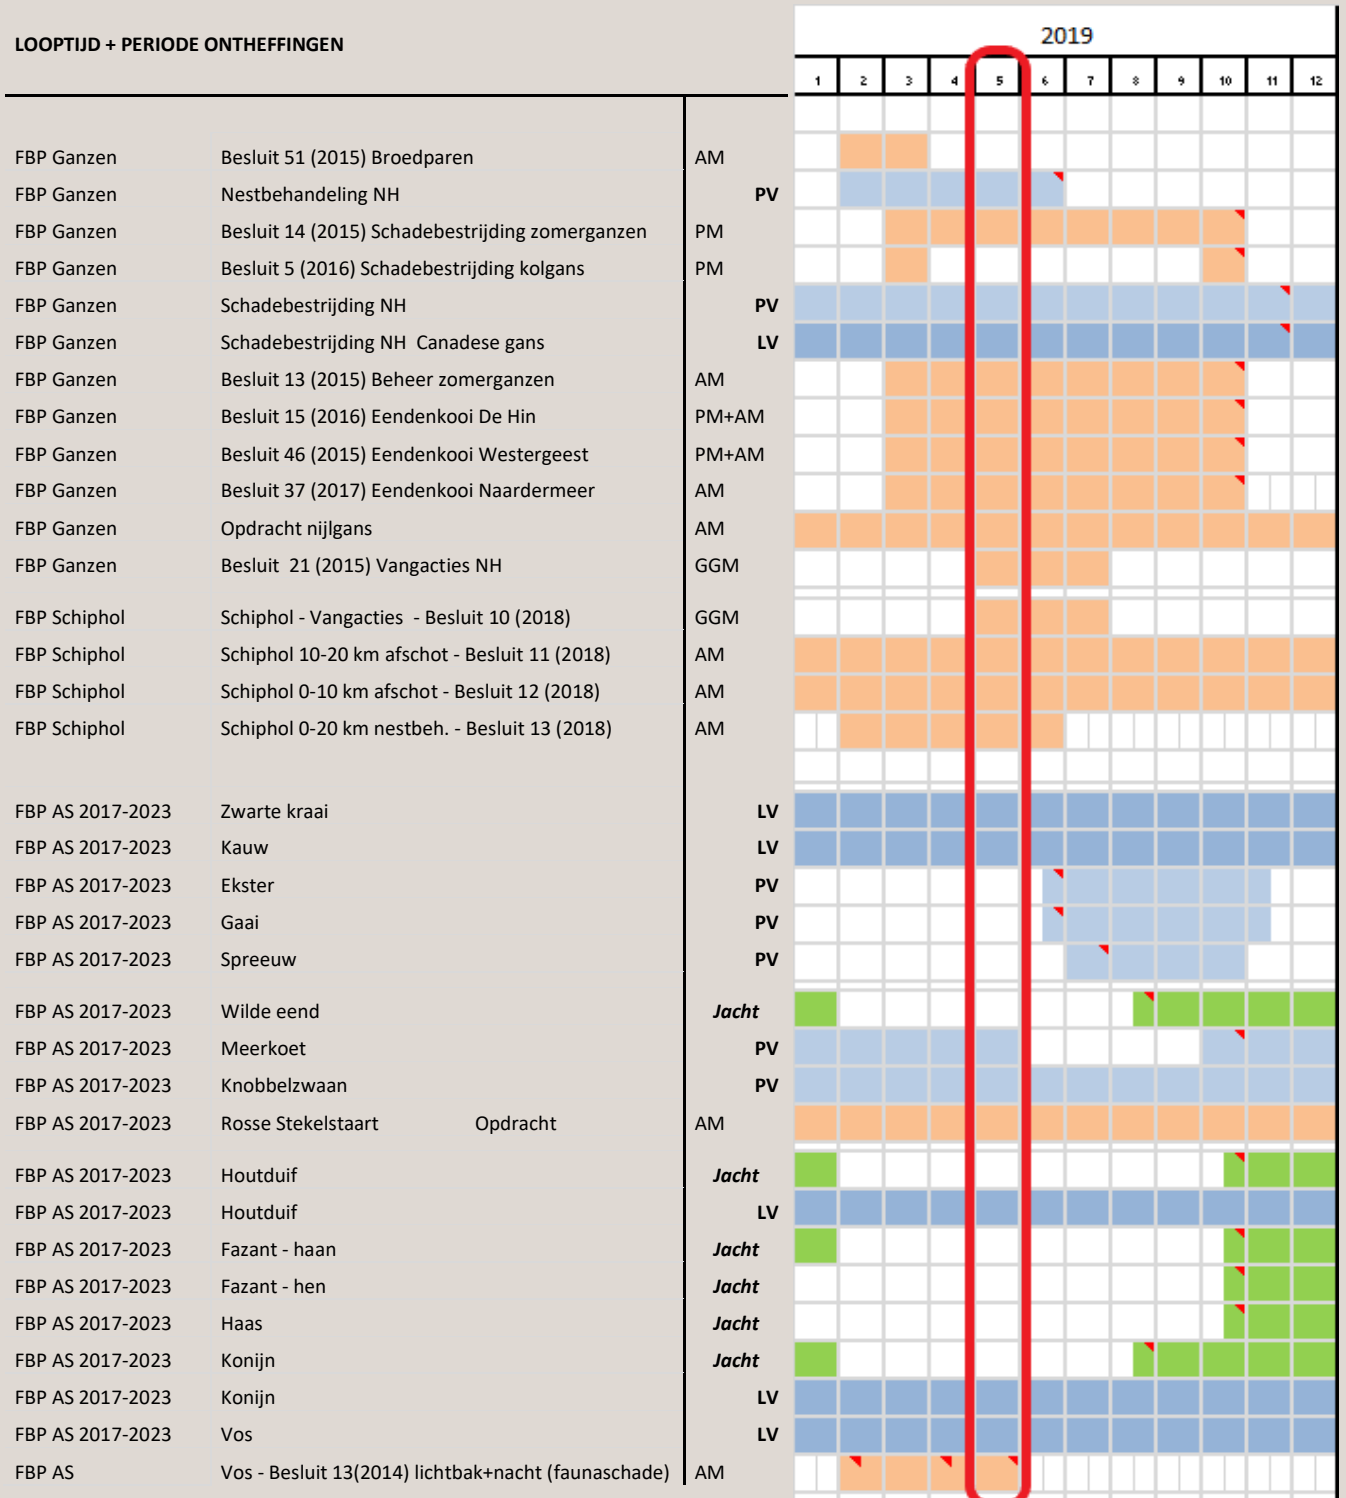 2019
LOOPTIJD + PERIODE ONTHEFFINGEN
1 2 3 4 5 6 7 8 9 10 11 12
FBP Ganzen Besluit 51 (2015) Broedparen AM
FBP Ganzen Nestbehandeling NH PV
FBP Ganzen Besluit 14 (2015) Schadebestrijding zomerganzen PM
FBP Ganzen Besluit 5 (2016) Schadebestrijding kolgans PM
FBP Ganzen Schadebestrijding NH PV
FBP Ganzen Schadebestrijding NH Canadese gans LV
FBP Ganzen Besluit 13 (2015) Beheer zomerganzen AM
FBP Ganzen Besluit 15 (2016) Eendenkooi De Hin PM+AM
FBP Ganzen Besluit 46 (2015) Eendenkooi Westergeest PM+AM
FBP Ganzen Besluit 37 (2017) Eendenkooi Naardermeer AM
FBP Ganzen Opdracht nijlgans AM
FBP Ganzen Besluit 21 (2015) Vangacties NH GGM
FBP Schiphol Schiphol - Vangacties - Besluit 10 (2018) GGM
FBP Schiphol Schiphol 10-20 km afschot - Besluit 11 (2018) AM
FBP Schiphol Schiphol 0-10 km afschot - Besluit 12 (2018) AM
FBP Schiphol Schiphol 0-20 km nestbeh. - Besluit 13 (2018) AM
FBP AS 2017-2023 Zwarte kraai LV
FBP AS 2017-2023 Kauw LV
FBP AS 2017-2023 Ekster PV
FBP AS 2017-2023 Gaai PV
FBP AS 2017-2023 Spreeuw PV
FBP AS 2017-2023 Wilde eend Jacht
FBP AS 2017-2023 Meerkoet PV
FBP AS 2017-2023 Knobbelzwaan PV
FBP AS 2017-2023 Rosse Stekelstaart Opdracht AM
FBP AS 2017-2023 Houtduif Jacht
FBP AS 2017-2023 Houtduif LV
FBP AS 2017-2023 Fazant - haan Jacht
FBP AS 2017-2023 Fazant - hen Jacht
FBP AS 2017-2023 Haas Jacht
FBP AS 2017-2023 Konijn Jacht
FBP AS 2017-2023 Konijn LV
FBP AS 2017-2023 Vos LV
FBP AS Vos - Besluit 13(2014) lichtbak+nacht (faunaschade) AM